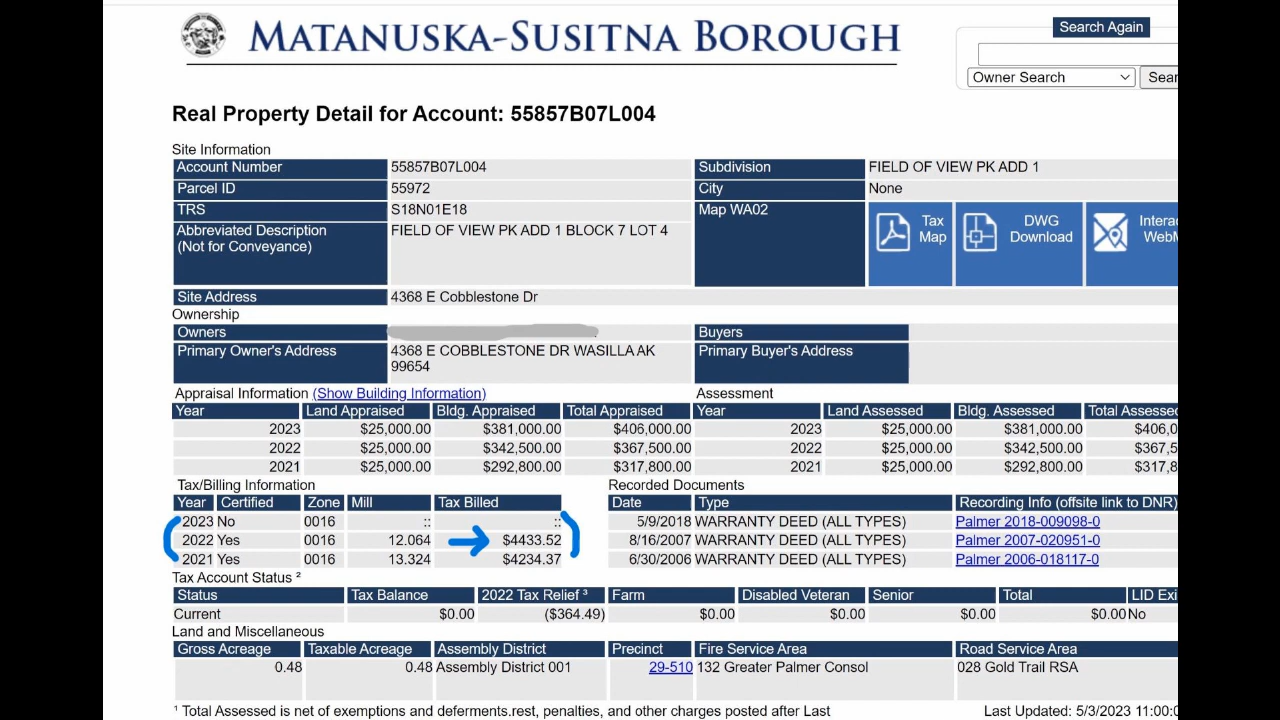 MATANUSKA-SUSITNA BOROUGH
Search Again
Owner Search
Real Property Detail for Account: 55857B07L004
Site Information
Account Number 55857B07L004 Subdivision FIELD OF VIEW PK ADD 1
Parcel ID 55972 City None
TRS S18N01E18 Map WA02 Tax Map DWG Download
Abbreviated Description (Not for Conveyance) FIELD OF VIEW PK ADD 1 BLOCK 7 LOT 4
Site Address 4368 E Cobblestone Dr
Ownership
Owners Buyers
Primary Owner's Address 4368 E COBBLESTONE DR WASILLA AK 99654 Primary Buyer's Address
Appraisal Information (Show Building Information) Assessment
Year Land Appraised Bldg. Appraised Total Appraised Year Land Assessed Bldg. Assessed Total Assessed
2023 $25,000.00 $381,000.00 $406,000.00 2023 $25,000.00 $381,000.00 $406,0
2022 $25,000.00 $342,500.00 $367,500.00 2022 $25,000.00 $342,500.00 $367,5
2021 $25,000.00 $292,800.00 $317,800.00 2021 $25,000.00 $292,800.00 $317,8
Tax/Billing Information Recorded Documents
Year Certified Zone Mill Tax Billed Date Type Recording Info (offsite link to DNR)
2023 No 0016 :: :: 5/9/2018 WARRANTY DEED (ALL TYPES) Palmer 2018-009098-0
2022 Yes 0016 12.064 $4433.52 8/16/2007 WARRANTY DEED (ALL TYPES) Palmer 2007-020951-0
2021 Yes 0016 13.324 $4234.37 6/30/2006 WARRANTY DEED (ALL TYPES) Palmer 2006-018117-0
Tax Account Status ²
Status Tax Balance 2022 Tax Relief ³ Farm Disabled Veteran Senior Total LID Exi
Current $0.00 ($364.49) $0.00 $0.00 $0.00 $0.00 No
Land and Miscellaneous
Gross Acreage Taxable Acreage Assembly District Precinct Fire Service Area Road Service Area
0.48 0.48 Assembly District 001 29-510 132 Greater Palmer Consol 028 Gold Trail RSA
¹ Total Assessed is net of exemptions and deferments.rest, penalties, and other charges posted after Last Last Updated: 5/3/2023 11:00:0